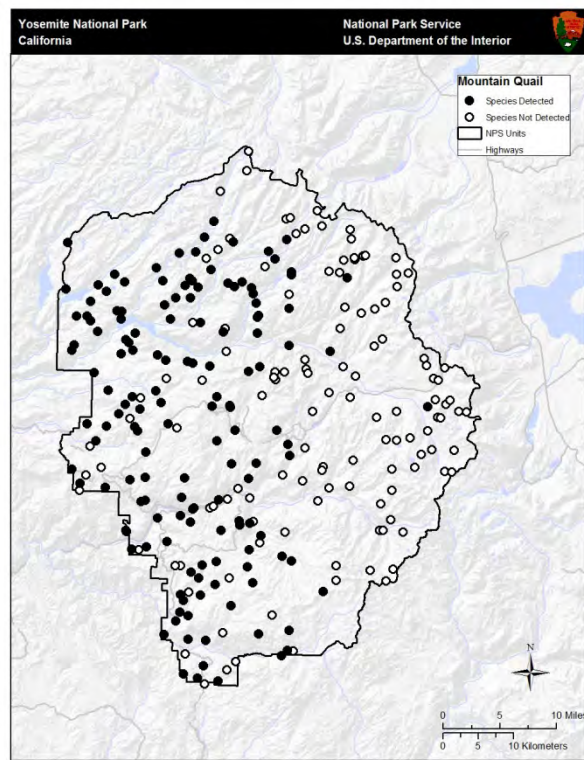 Yosemite National Park
California
National Park Service
U.S. Department of the Interior
Mountain Quail
Species Detected
Species Not Detected
NPS Units
Highways
N
0 5 10 Miles
0 5 10 Kilometers